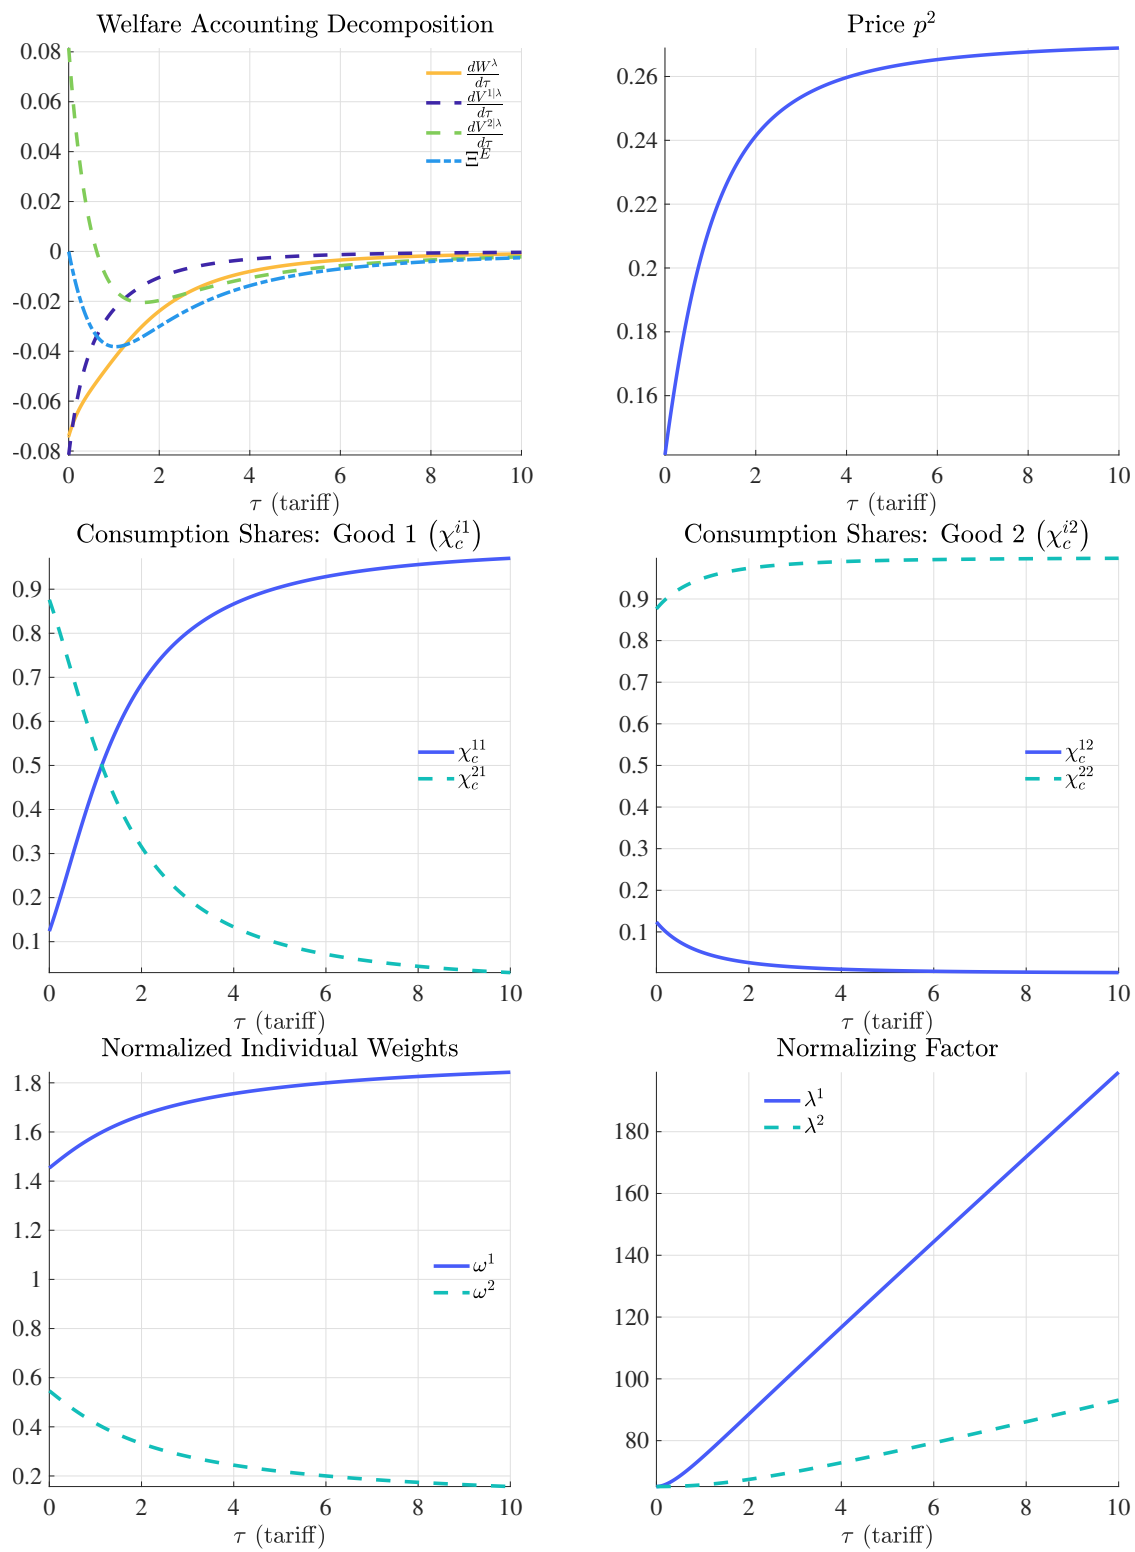 Welfare Accounting Decomposition
0.08
0.06
0.04
0.02
0
-0.02
-0.04
-0.06
-0.08
0 2 4 6 8 10
τ (tariff)
dW^λ/dτ
dV^{1|λ}/dτ
dV^{2|λ}/dτ
Ξ^E
Price p²
0.26
0.24
0.22
0.2
0.18
0.16
0 2 4 6 8 10
τ (tariff)
Consumption Shares: Good 1 (χ_c^{i1})
0.9
0.8
0.7
0.6
0.5
0.4
0.3
0.2
0.1
0 2 4 6 8 10
τ (tariff)
χ_c^{11}
χ_c^{21}
Consumption Shares: Good 2 (χ_c^{i2})
0.9
0.8
0.7
0.6
0.5
0.4
0.3
0.2
0.1
0 2 4 6 8 10
τ (tariff)
χ_c^{12}
χ_c^{22}
Normalized Individual Weights
1.8
1.6
1.4
1.2
1
0.8
0.6
0.4
0.2
0 2 4 6 8 10
τ (tariff)
ω¹
ω²
Normalizing Factor
λ¹
λ²
180
160
140
120
100
80
0 2 4 6 8 10
τ (tariff)